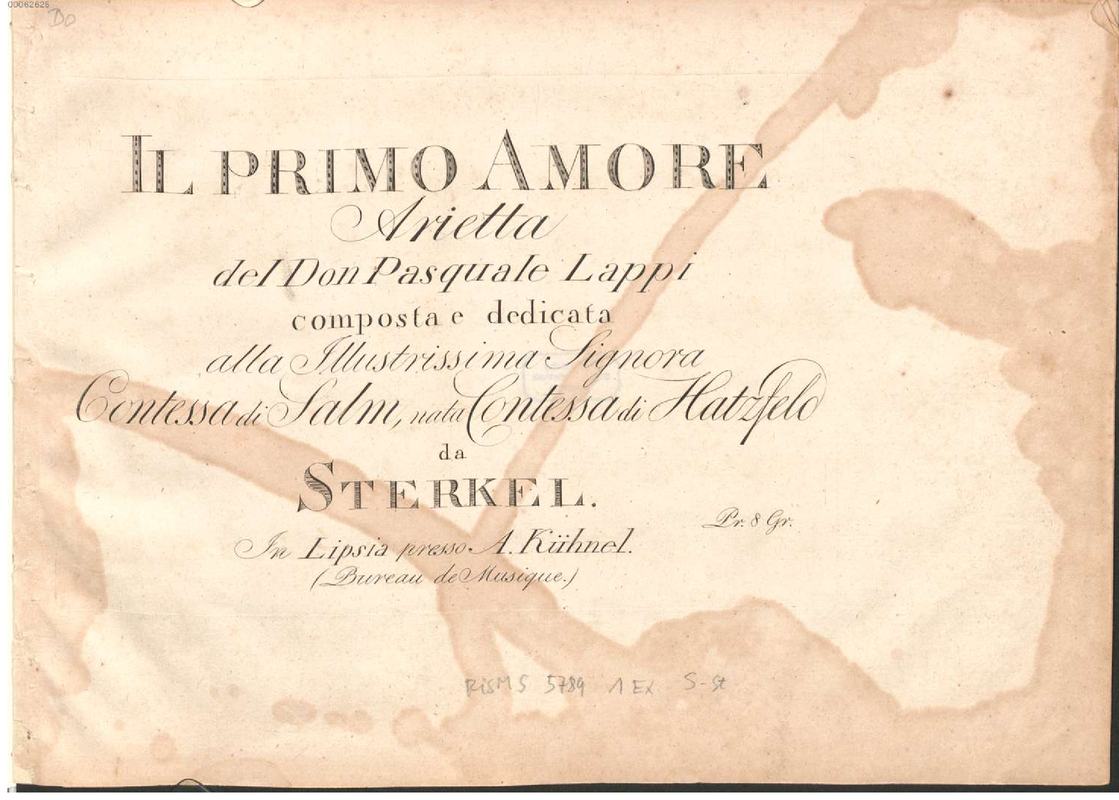 00062626
Do
IL PRIMO AMORE
Arietta
del Don Pasquale Lappi
composta e dedicata
alla Illustrissima Signora
Contessa di Salm, nata Contessa di Hatzfeld
da
STERKEL.
Pr. 8 Gr.
In Lipsia presso A. Kühnel.
(Bureau de Musique.)
RISM S 5789 1 Ex S-St